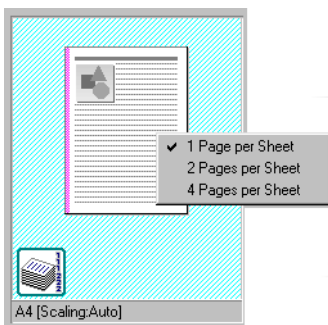 1 Page per Sheet
2 Pages per Sheet
4 Pages per Sheet
A4 [Scaling:Auto]